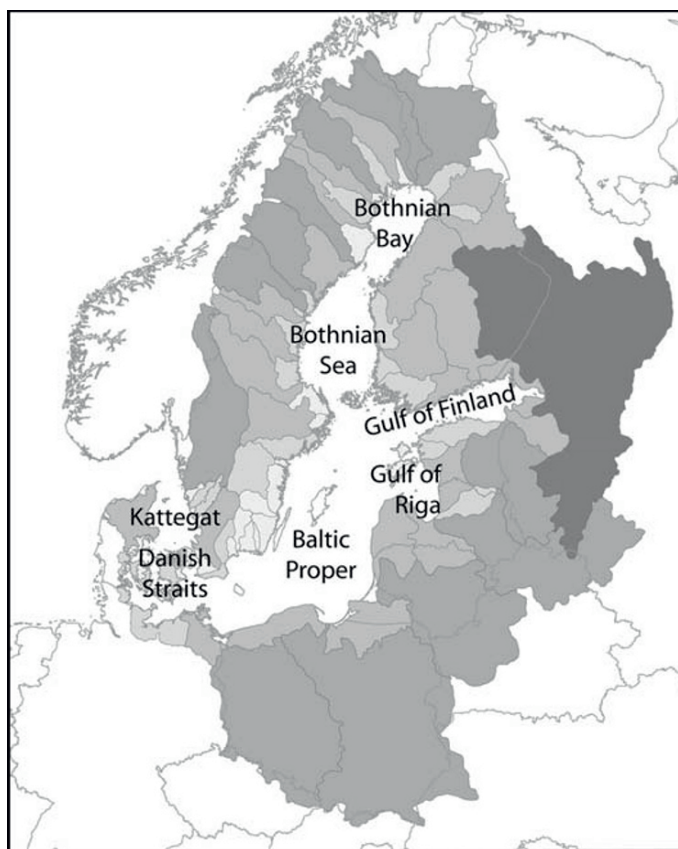 Bothnian
Bay
Bothnian
Sea
Gulf of Finland
Gulf of
Riga
Kattegat
Baltic
Proper
Danish
Straits